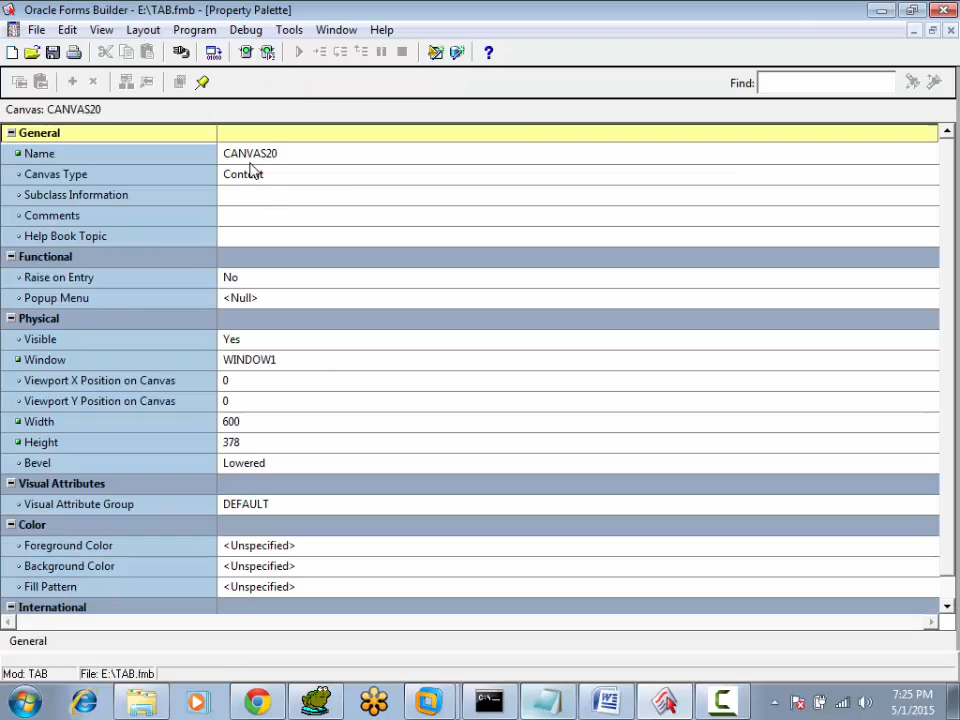 Oracle Forms Builder - E:\TAB.fmb - [Property Palette]
File Edit View Layout Program Debug Tools Window Help
Find:
Canvas: CANVAS20
General
Name CANVAS20
Canvas Type Content
Subclass Information
Comments
Help Book Topic
Functional
Raise on Entry No
Popup Menu <Null>
Physical
Visible Yes
Window WINDOW1
Viewport X Position on Canvas 0
Viewport Y Position on Canvas 0
Width 600
Height 378
Bevel Lowered
Visual Attributes
Visual Attribute Group DEFAULT
Color
Foreground Color <Unspecified>
Background Color <Unspecified>
Fill Pattern <Unspecified>
International
General
Mod: TAB File: E:\TAB.fmb
7:25 PM
5/1/2015